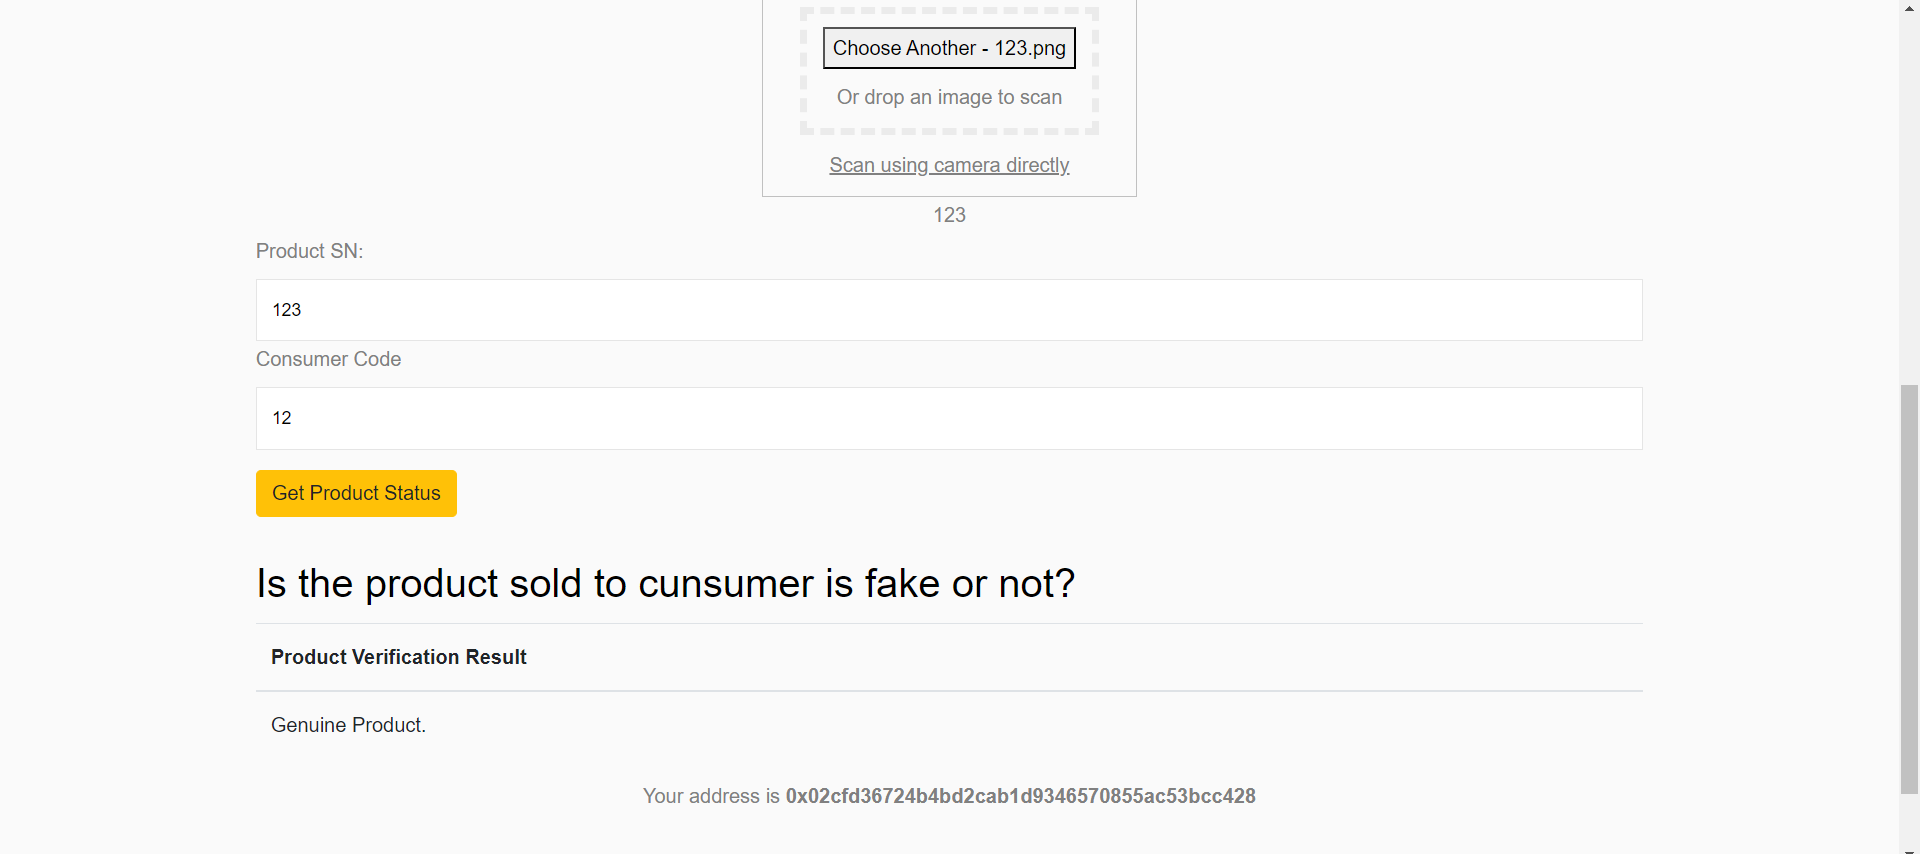 Choose Another - 123.png
Or drop an image to scan
Scan using camera directly
123
Product SN:
123
Consumer Code
12
Get Product Status
Is the product sold to cunsumer is fake or not?
Product Verification Result
Genuine Product.
Your address is 0x02cfd36724b4bd2cab1d9346570855ac53bcc428